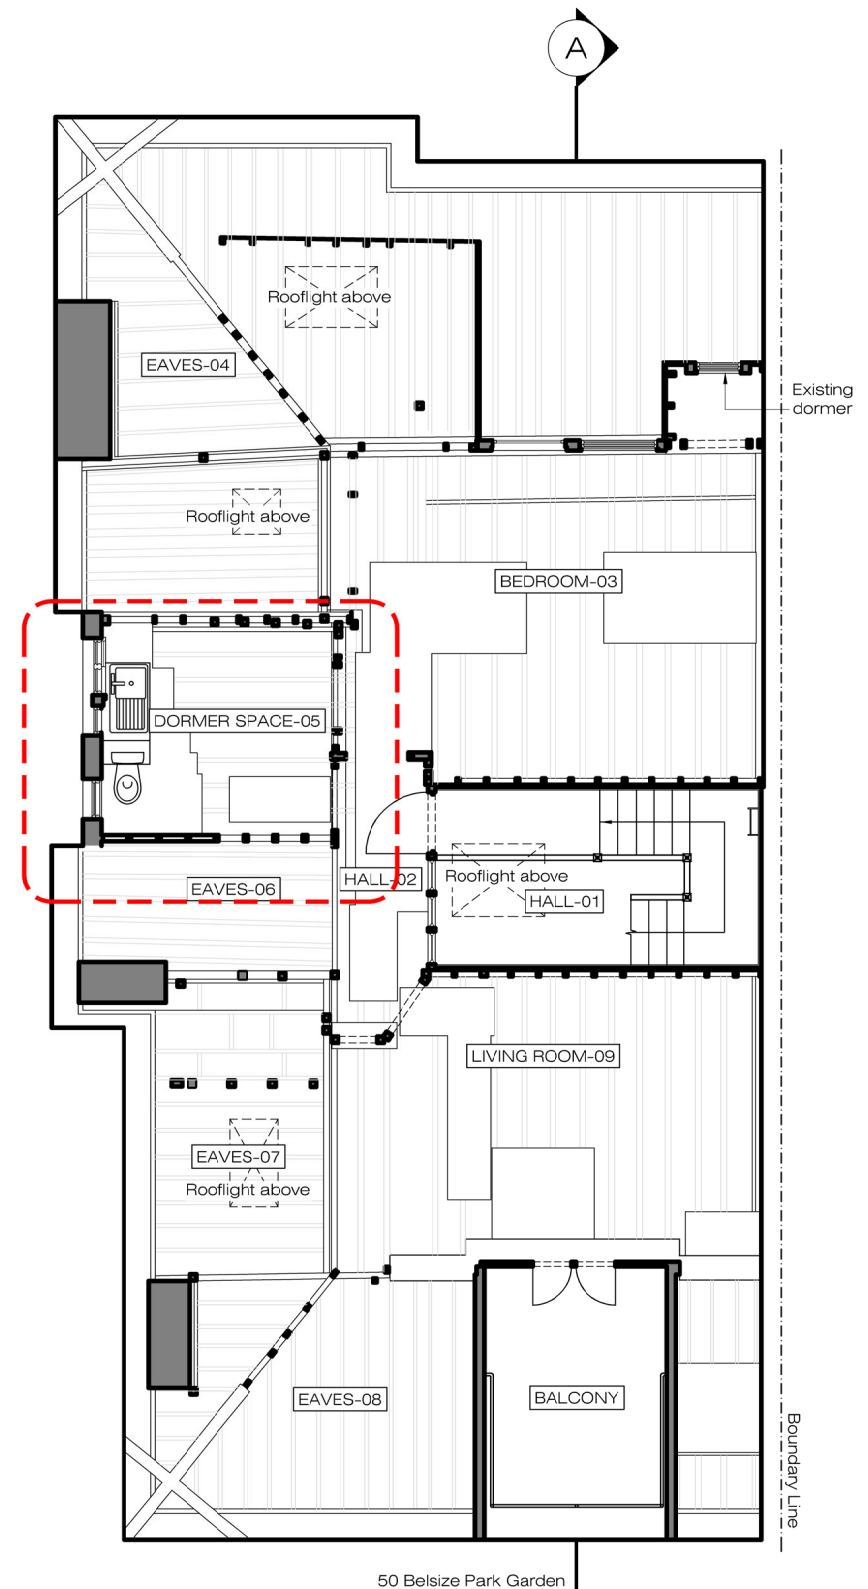 A
Rooflight above
EAVES-04
Existing
dormer
Rooflight above
BEDROOM-03
DORMER SPACE-05
HALL-02
Rooflight above
EAVES-06
HALL-01
LIVING ROOM-09
EAVES-07
Rooflight above
EAVES-08
BALCONY
Boundary Line
50 Belsize Park Garden